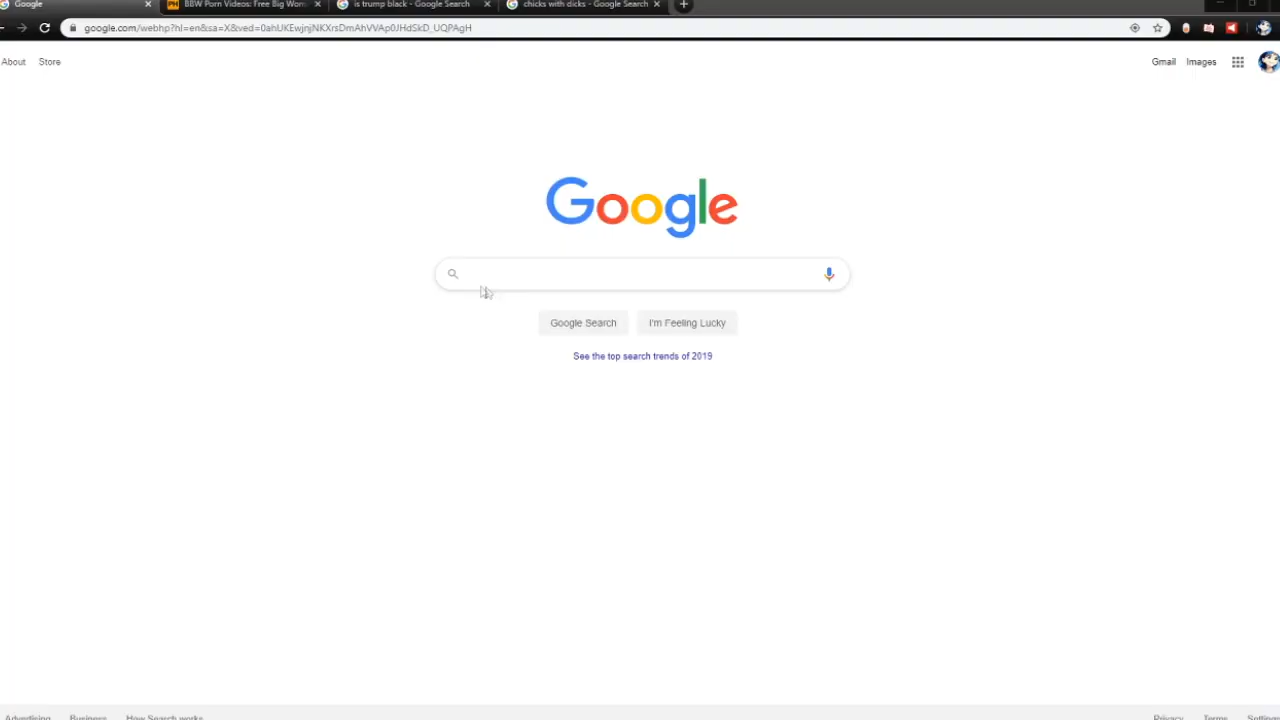 Google
BBW Porn Videos: Free Big Wom
is trump black - Google Search
chicks with dicks - Google Search
google.com/webhp?hl=en&sa=X&ved=0ahUKEwjnjNKXrsDmAhVVAp0JHdSkD_UQPAgH
About Store
Gmail Images
Google
Google Search I'm Feeling Lucky
See the top search trends of 2019
Advertising Business How Search works
Privacy Terms Settings